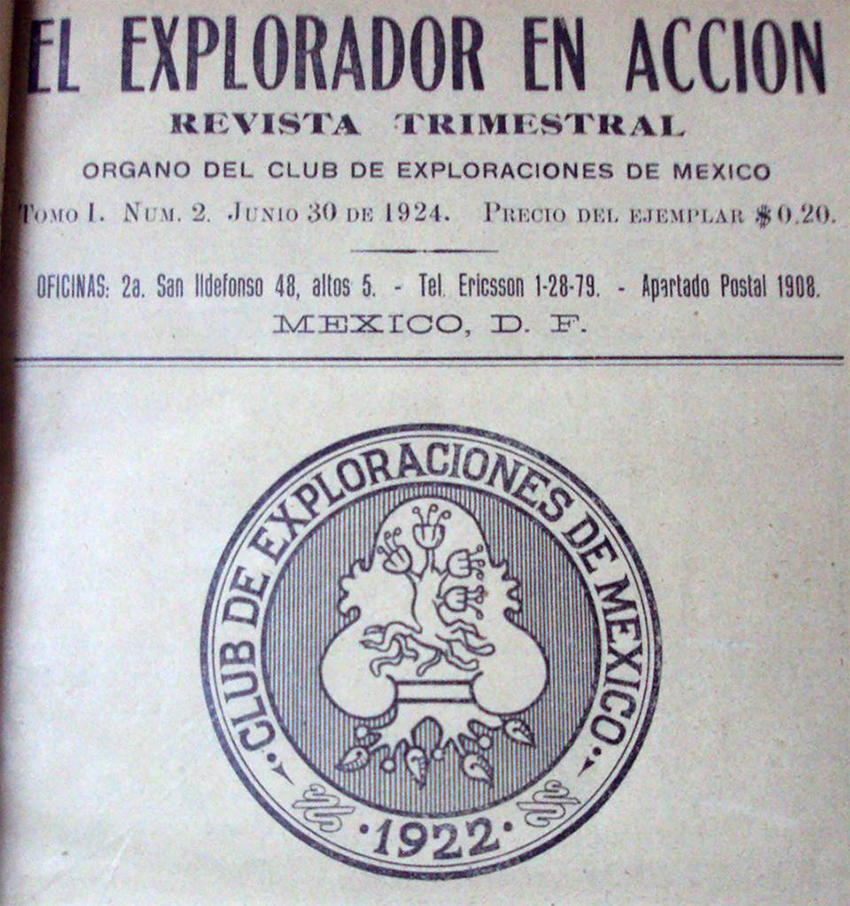 EL EXPLORADOR EN ACCION
REVISTA TRIMESTRAL
ORGANO DEL CLUB DE EXPLORACIONES DE MEXICO
TOMO I. NUM. 2. JUNIO 30 DE 1924. PRECIO DEL EJEMPLAR $0.20.
OFICINAS: 2a. San Ildefonso 48, altos 5. - Tel. Ericsson 1-28-79. - Apartado Postal 1908.
MEXICO, D. F.
CLUB DE EXPLORACIONES DE MEXICO
·1922·